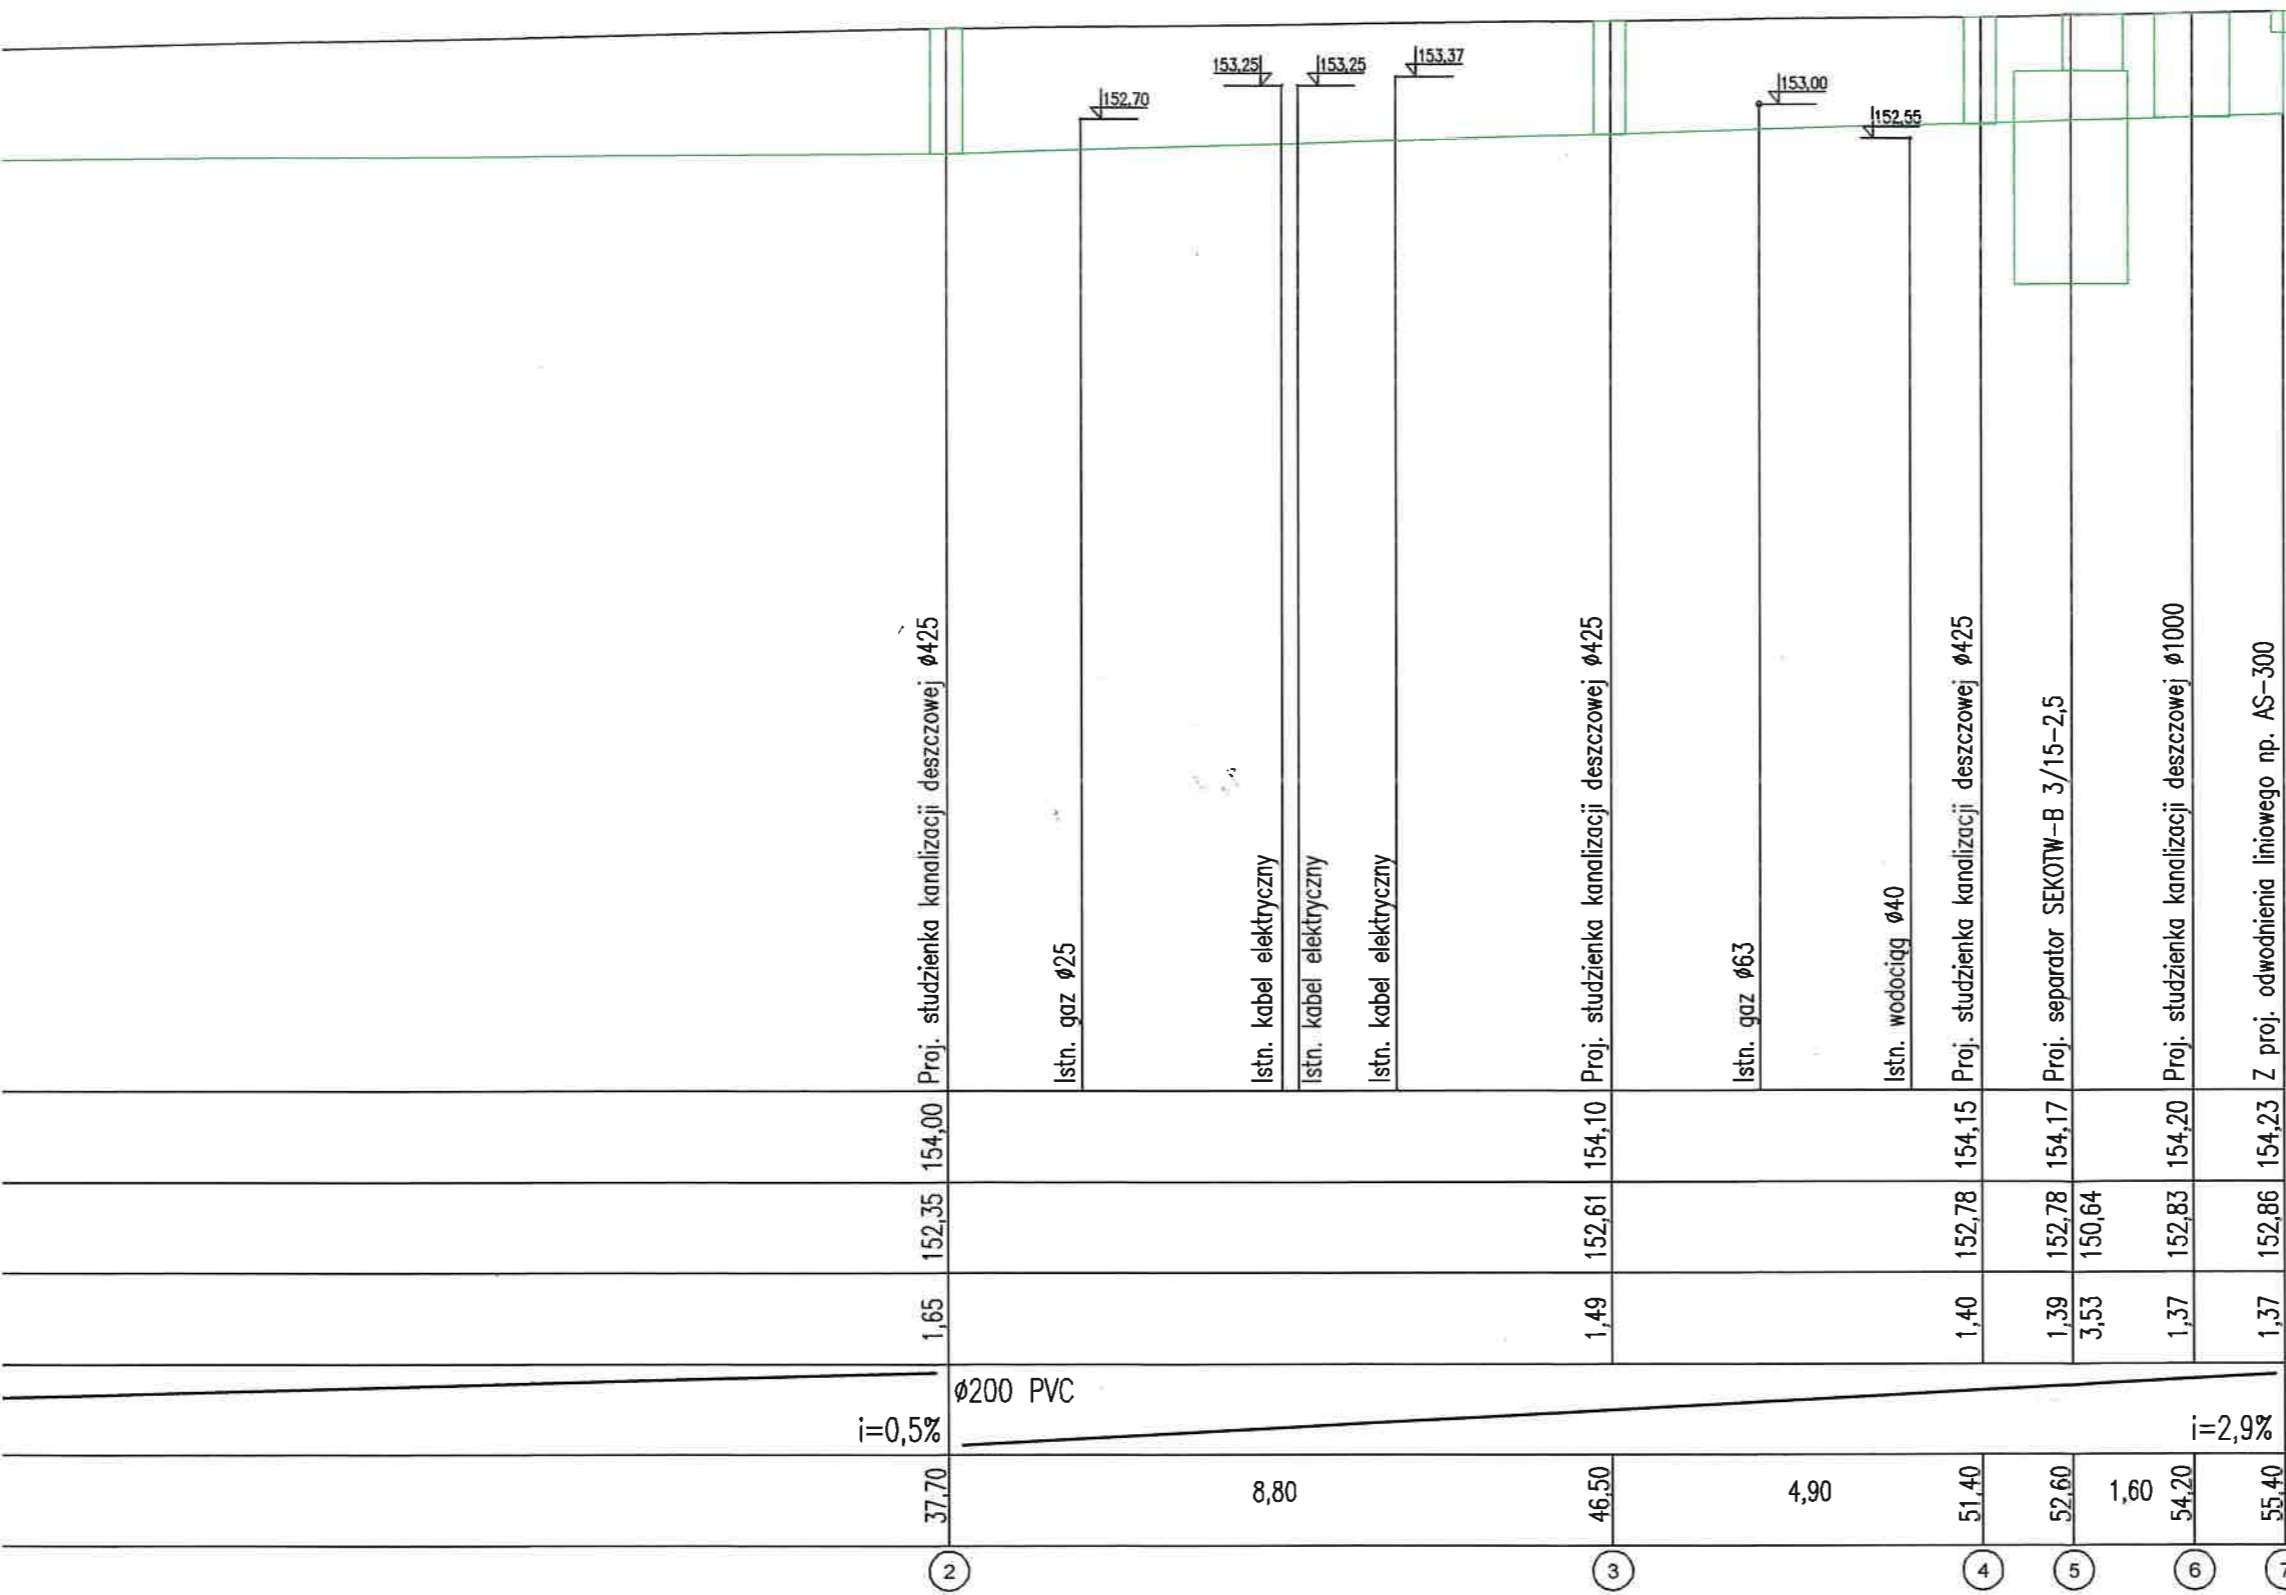 153,25
153,25
153,37
152,70
153,00
152,55
Proj. studzienka kanalizacji deszczowej ø425
Istn. gaz ø25
Istn. kabel elektryczny
Istn. kabel elektryczny
Istn. kabel elektryczny
Proj. studzienka kanalizacji deszczowej ø425
Istn. gaz ø63
Istn. wodociąg ø40
Proj. studzienka kanalizacji deszczowej ø425
Proj. separator SEKOTW-B 3/15-2,5
Proj. studzienka kanalizacji deszczowej ø1000
Z proj. odwodnienia liniowego np. AS-300
154,00 154,10 154,15 154,17 154,20 154,23
152,35 152,61 152,78 152,78 150,64 152,83 152,86
1,65 1,49 1,40 1,39 3,53 1,37 1,37
ø200 PVC
i=0,5% i=2,9%
37,70 8,80 46,50 4,90 51,40 52,60 1,60 54,20 55,40
2 3 4 5 6